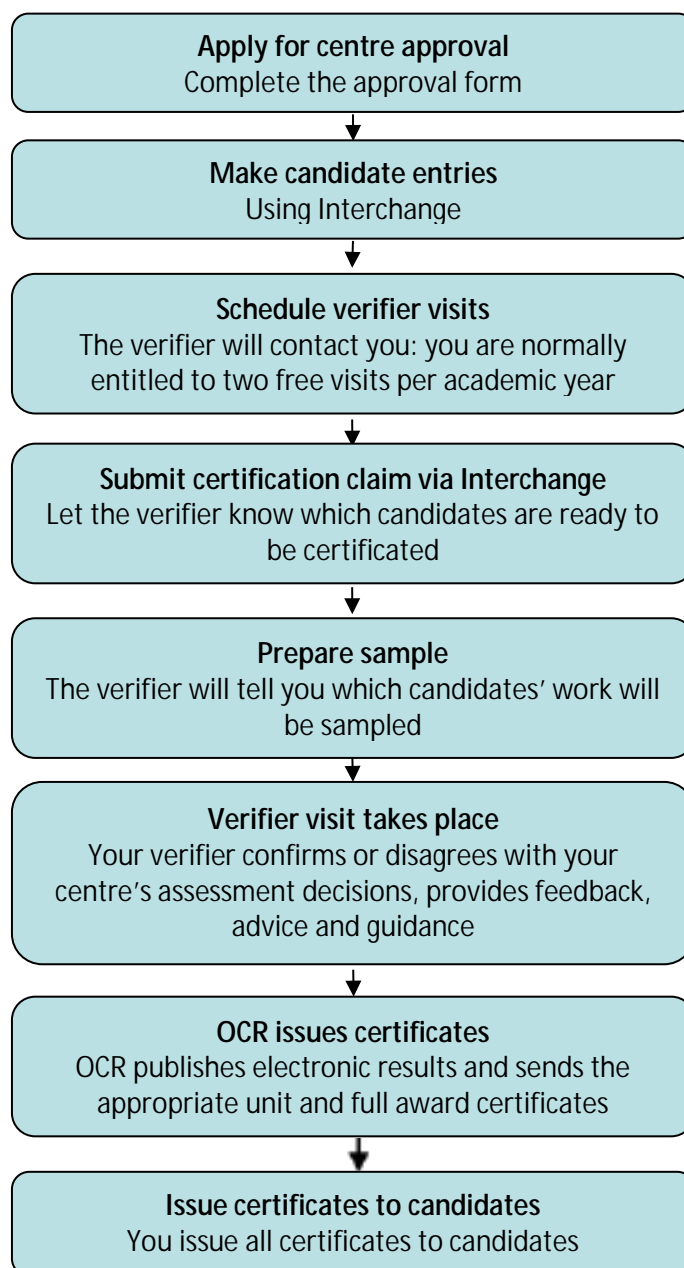 Apply for centre approval
Complete the approval form
Make candidate entries
Using Interchange
Schedule verifier visits
The verifier will contact you: you are normally
entitled to two free visits per academic year
Submit certification claim via Interchange
Let the verifier know which candidates are ready to
be certificated
Prepare sample
The verifier will tell you which candidates’ work will
be sampled
Verifier visit takes place
Your verifier confirms or disagrees with your
centre’s assessment decisions, provides feedback,
advice and guidance
OCR issues certificates
OCR publishes electronic results and sends the
appropriate unit and full award certificates
Issue certificates to candidates
You issue all certificates to candidates